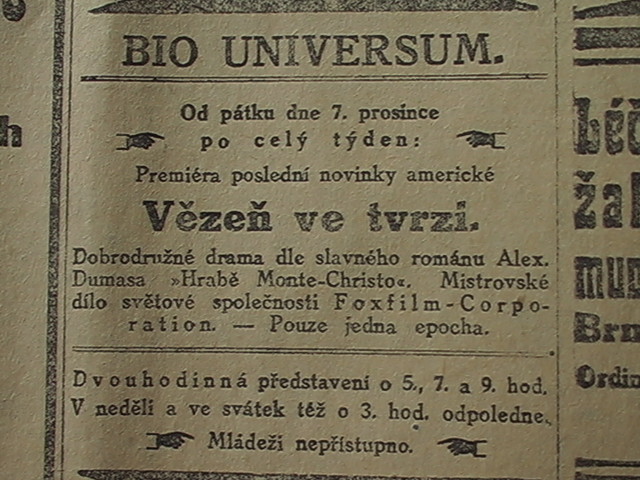 BIO UNIVERSUM.
Od pátku dne 7. prosince
po celý týden:
Premiéra poslední novinky americké
Vězeň ve tvrzi.
Dobrodružné drama dle slavného románu Alex.
Dumasa »Hrabě Monte-Christo«. Mistrovské
dílo světové společnosti Foxfilm-Corpo-
ration. — Pouze jedna epocha.
Dvouhodinná představení o 5., 7. a 9. hod.
V neděli a ve svátek též o 3. hod. odpoledne.
Mládeži nepřístupno.
Brn
Ordin